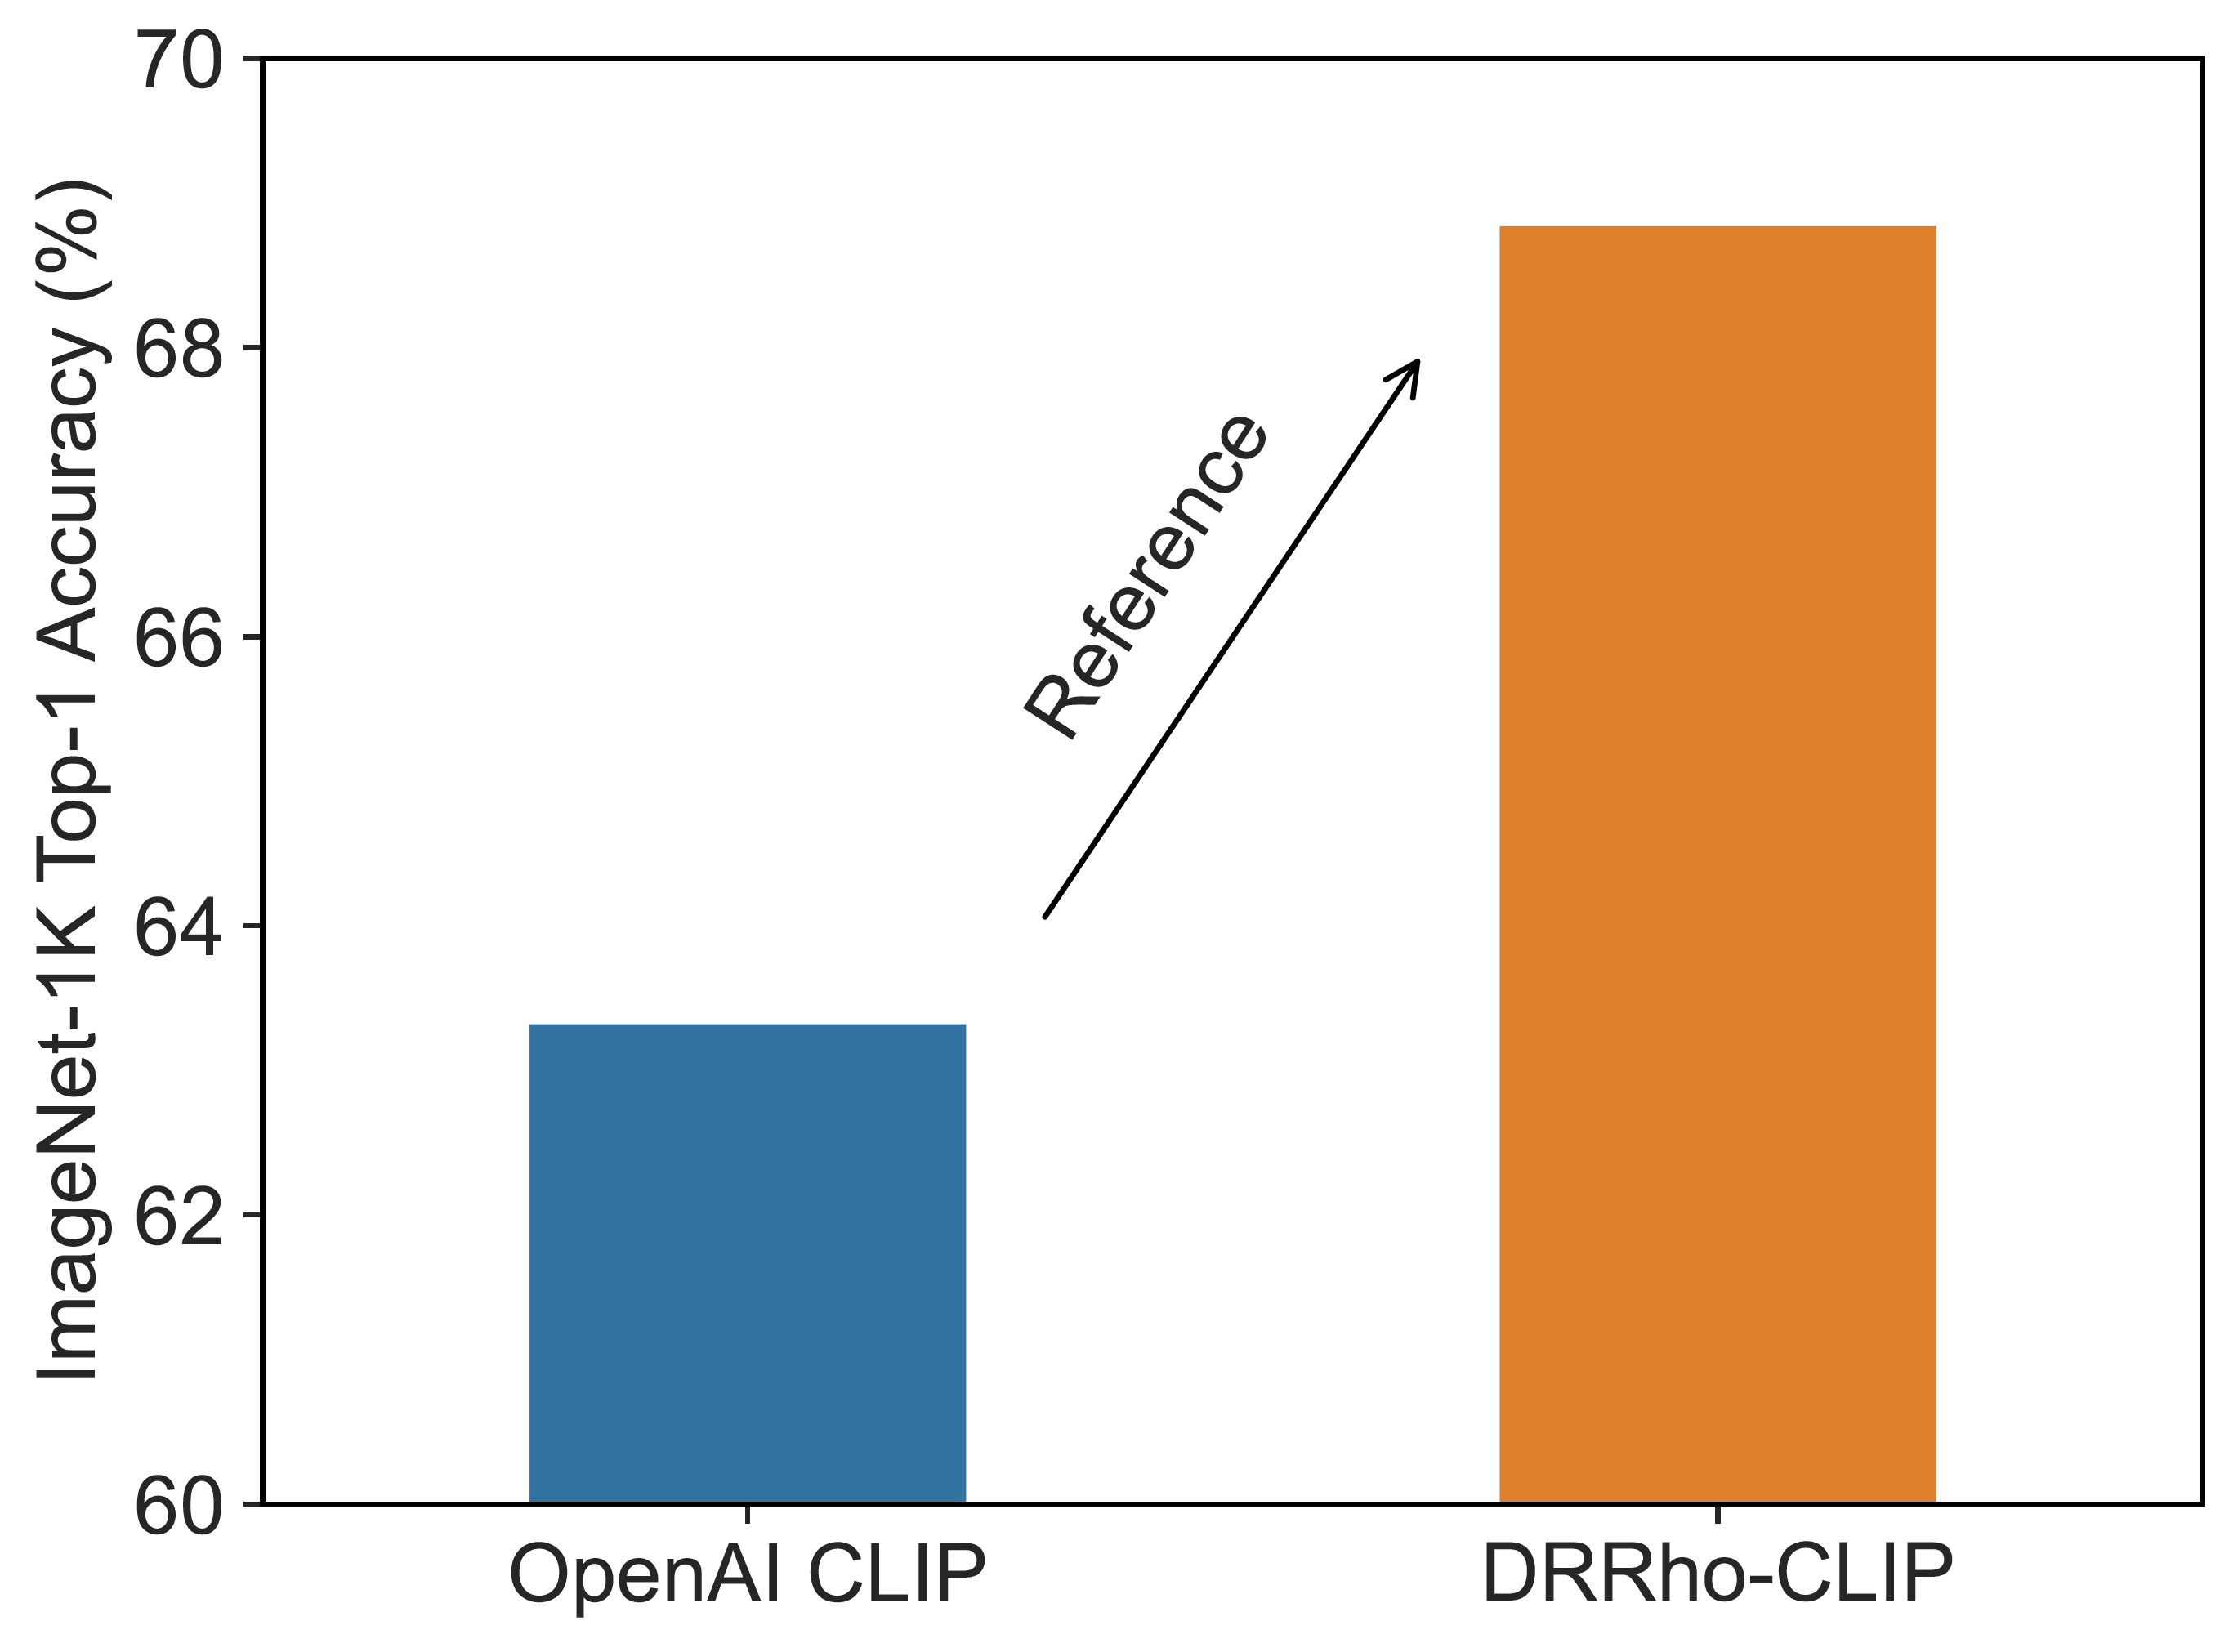 ImageNet-1K Top-1 Accuracy (%)
70
68
66
64
62
60
Reference
OpenAI CLIP
DRRho-CLIP